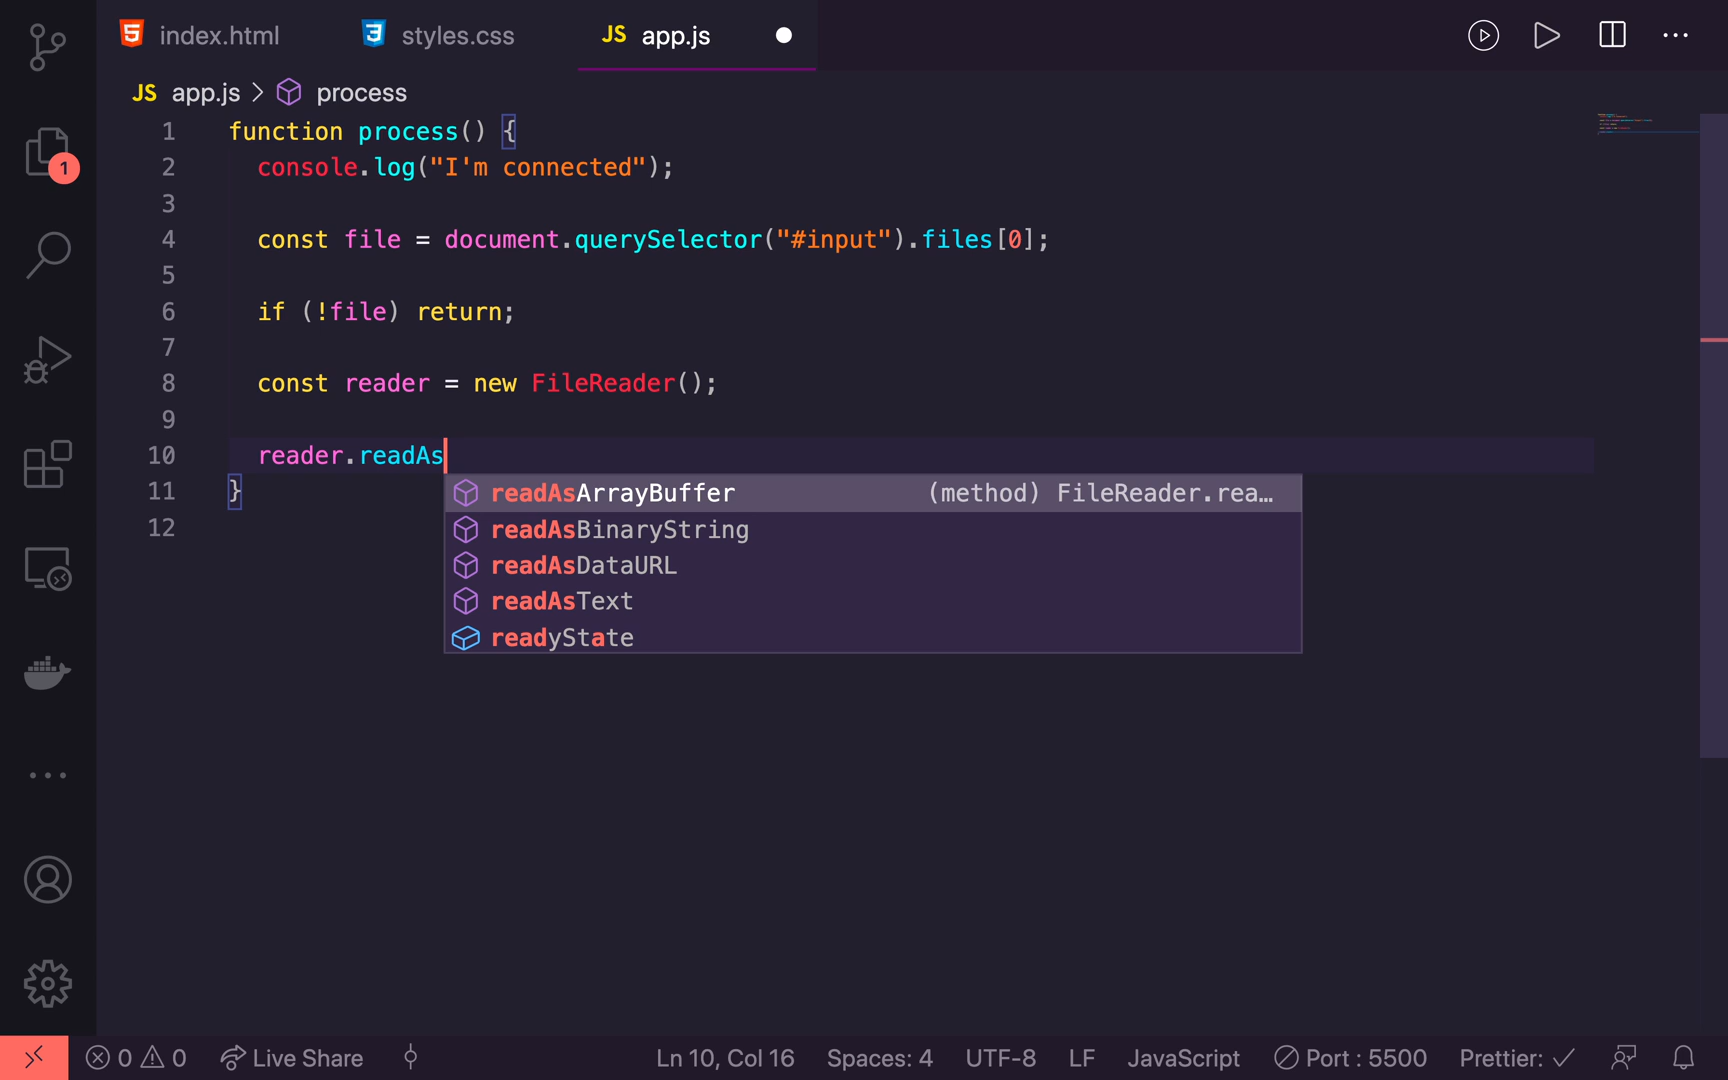 index.html
styles.css
JS app.js
JS app.js > process
1 function process() {
2 console.log("I'm connected");
3
4 const file = document.querySelector("#input").files[0];
5
6 if (!file) return;
7
8 const reader = new FileReader();
9
10 reader.readAs
readAsArrayBuffer (method) FileReader.rea…
11 }
readAsBinaryString
12
readAsDataURL
readAsText
readyState
1
0 0 Live Share Ln 10, Col 16 Spaces: 4 UTF-8 LF JavaScript Port : 5500 Prettier: ✓